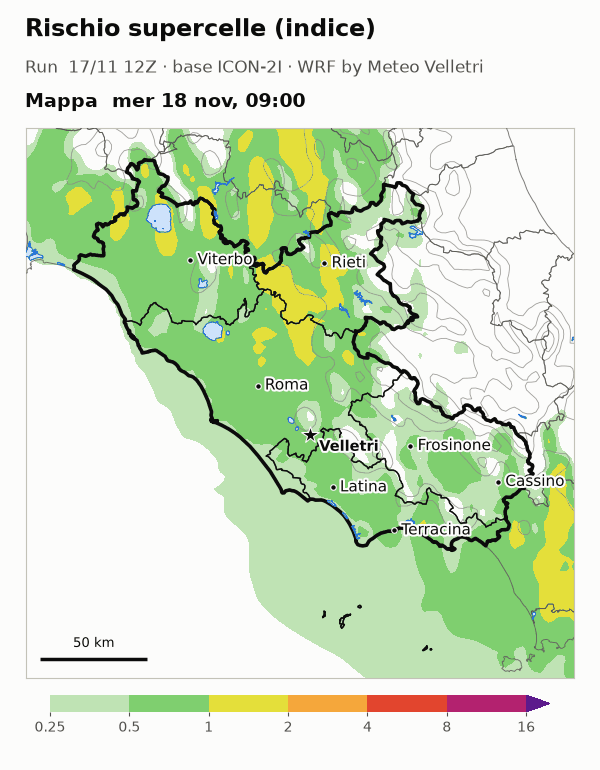 Rischio supercelle (indice)
Run  17/11 12Z · base ICON-2I · WRF by Meteo Velletri
Mappa  mer 18 nov, 09:00
Viterbo
Rieti
Roma
Velletri
Frosinone
Latina
Cassino
Terracina
50 km
0.25 0.5 1 2 4 8 16